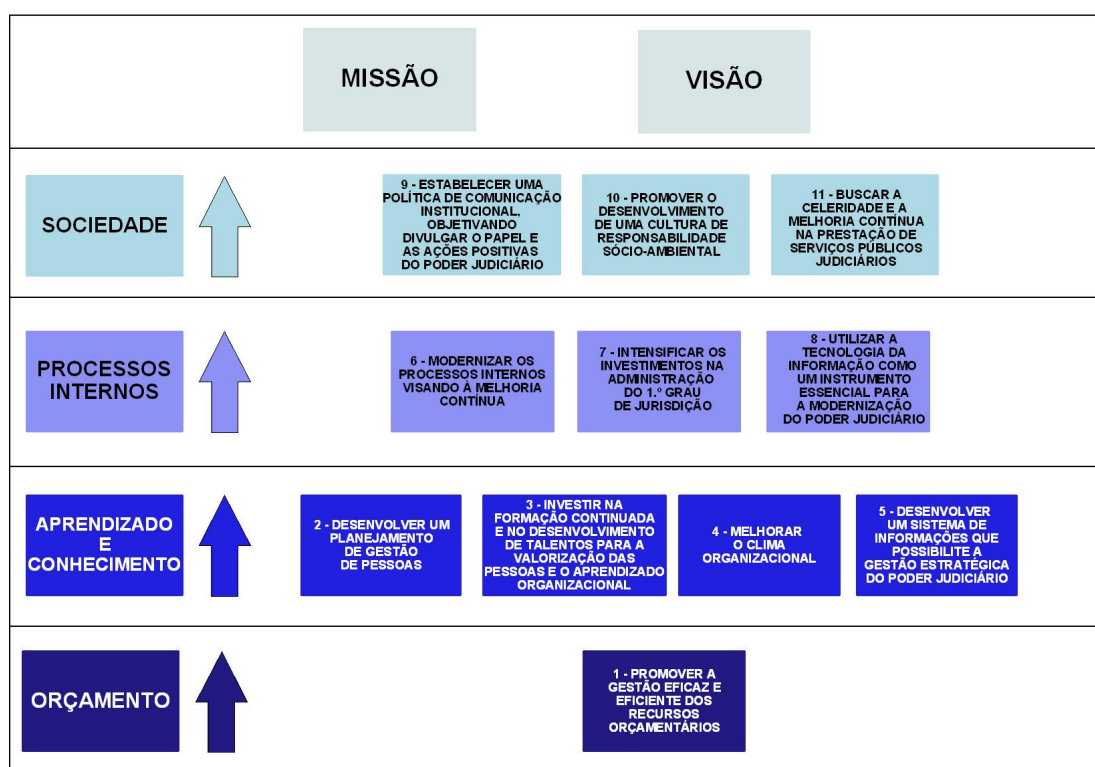 MISSÃO
VISÃO
SOCIEDADE
9 - ESTABELECER UMA
POLÍTICA DE COMUNICAÇÃO
INSTITUCIONAL,
OBJETIVANDO
DIVULGAR O PAPEL E
AS AÇÕES POSITIVAS
DO PODER JUDICIÁRIO
10 - PROMOVER O
DESENVOLVIMENTO
DE UMA CULTURA DE
RESPONSABILIDADE
SÓCIO-AMBIENTAL
11 - BUSCAR A
CELERIDADE E A
MELHORIA CONTÍNUA
NA PRESTAÇÃO DE
SERVIÇOS PÚBLICOS
JUDICIÁRIOS
PROCESSOS
INTERNOS
6 - MODERNIZAR OS
PROCESSOS INTERNOS
VISANDO À MELHORIA
CONTÍNUA
7 - INTENSIFICAR OS
INVESTIMENTOS NA
ADMINISTRAÇÃO
DO 1.º GRAU
DE JURISDIÇÃO
8 - UTILIZAR A
TECNOLOGIA DA
INFORMAÇÃO COMO
UM INSTRUMENTO
ESSENCIAL PARA
A MODERNIZAÇÃO
DO PODER JUDICIÁRIO
APRENDIZADO
E
CONHECIMENTO
2 - DESENVOLVER UM
PLANEJAMENTO
DE GESTÃO
DE PESSOAS
3 - INVESTIR NA
FORMAÇÃO CONTINUADA
E NO DESENVOLVIMENTO
DE TALENTOS PARA A
VALORIZAÇÃO DAS
PESSOAS E O APRENDIZADO
ORGANIZACIONAL
4 - MELHORAR
O CLIMA
ORGANIZACIONAL
5 - DESENVOLVER
UM SISTEMA DE
INFORMAÇÕES QUE
POSSIBILITE A
GESTÃO ESTRATÉGICA
DO PODER JUDICIÁRIO
ORÇAMENTO
1 - PROMOVER A
GESTÃO EFICAZ E
EFICIENTE DOS
RECURSOS
ORÇAMENTÁRIOS